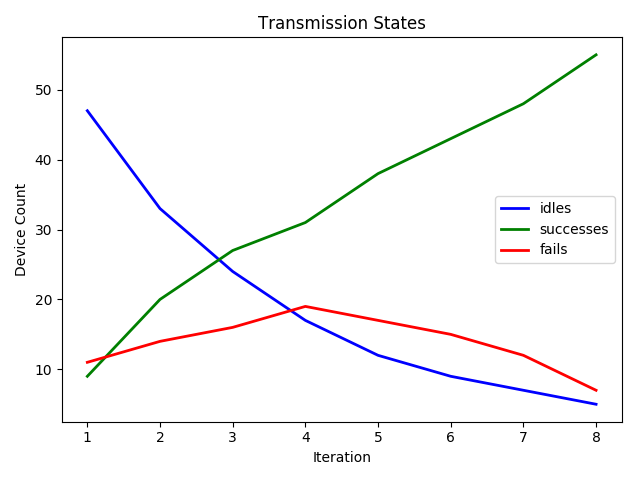 Transmission States
Device Count
50
40
30
20
10
idles
successes
fails
1 2 3 4 5 6 7 8
Iteration